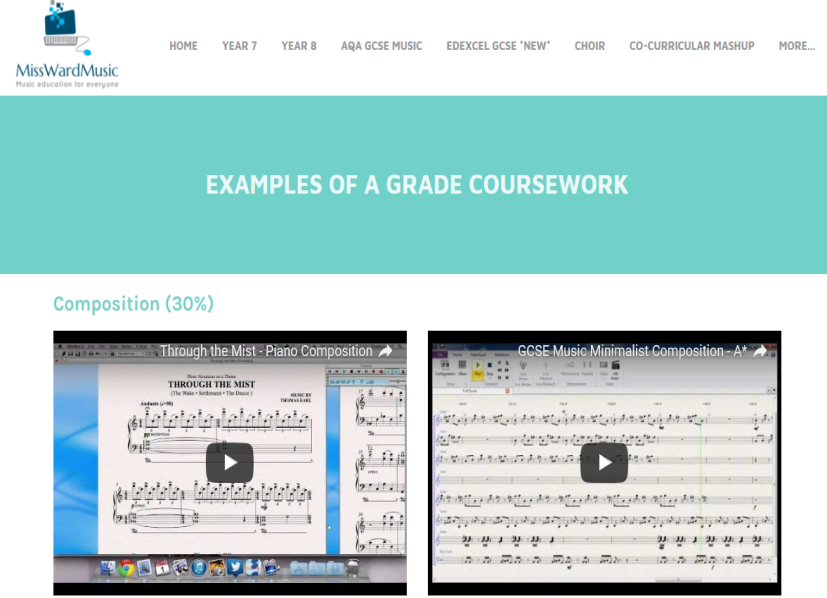 MissWardMusic
Music education for everyone
HOME YEAR 7 YEAR 8 AQA GCSE MUSIC EDEXCEL GCSE 'NEW' CHOIR CO-CURRICULAR MASHUP MORE...
EXAMPLES OF A GRADE COURSEWORK
Composition (30%)
Through the Mist - Piano Composition
Three Variations on a Theme
THROUGH THE MIST
(The Wake • Settlement • The Dance)
MUSIC BY
THOMAS EARL
Andante
GCSE Music Minimalist Composition - A*